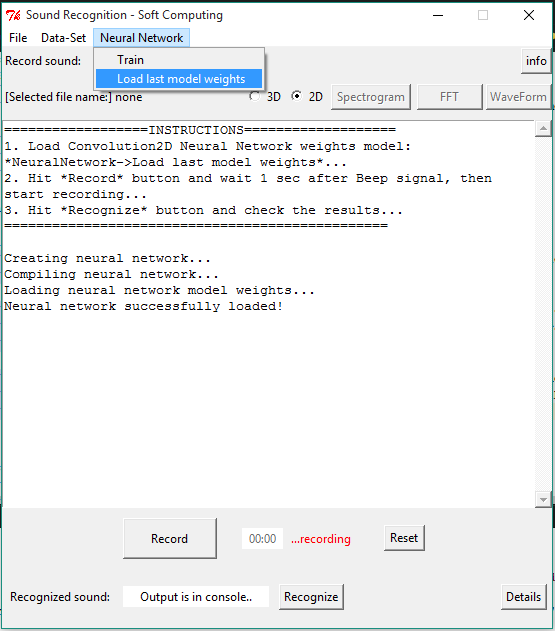 Sound Recognition - Soft Computing
File Data-Set Neural Network
Train
Load last model weights
Record sound:
info
[Selected file name:] none
3D 2D Spectrogram FFT WaveForm
==================INSTRUCTIONS===================
1. Load Convolution2D Neural Network weights model:
*NeuralNetwork->Load last model weights*...
2. Hit *Record* button and wait 1 sec after Beep signal, then
start recording...
3. Hit *Recognize* button and check the results...
================================================
Creating neural network...
Compiling neural network...
Loading neural network model weights...
Neural network successfully loaded!
Record 00:00 ...recording Reset
Recognized sound: Output is in console.. Recognize Details